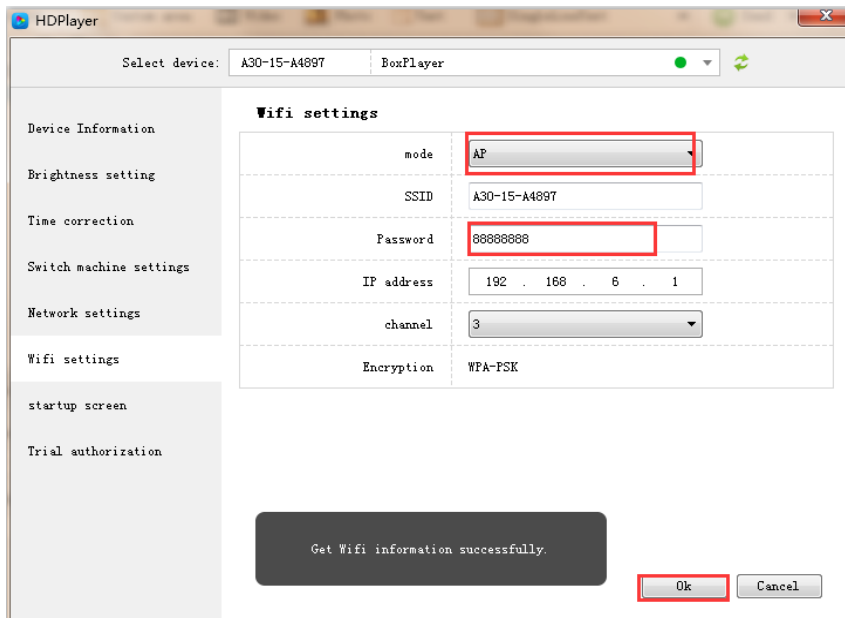 HDPlayer
Select device: A30-15-A4897 BoxPlayer
Wifi settings
Device Information
Brightness setting
Time correction
Switch machine settings
Network settings
Wifi settings
startup screen
Trial authorization
mode AP
SSID A30-15-A4897
Password 88888888
IP address 192 . 168 . 6 . 1
channel 3
Encryption WPA-PSK
Get Wifi information successfully.
Ok Cancel